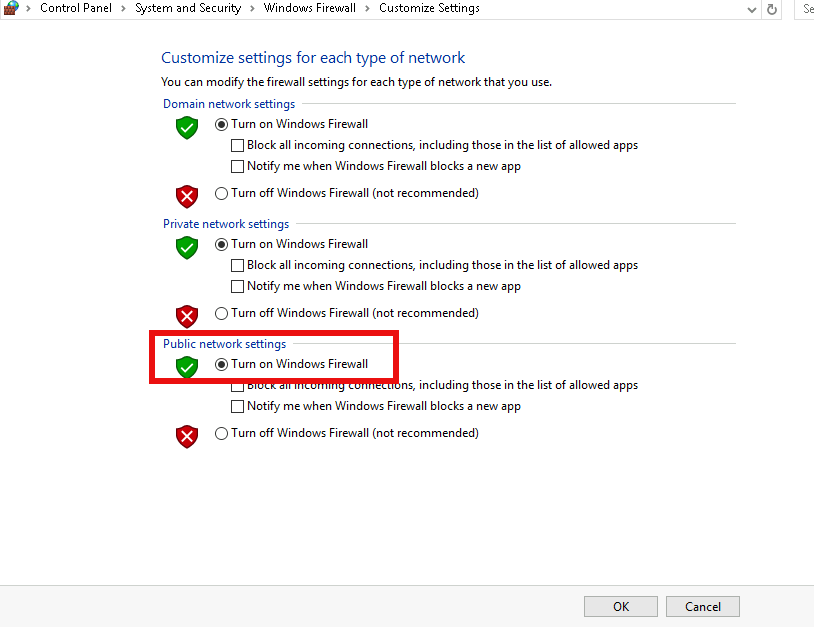 Control Panel > System and Security > Windows Firewall > Customize Settings
Se
Customize settings for each type of network
You can modify the firewall settings for each type of network that you use.
Domain network settings
Turn on Windows Firewall
Block all incoming connections, including those in the list of allowed apps
Notify me when Windows Firewall blocks a new app
Turn off Windows Firewall (not recommended)
Private network settings
Turn on Windows Firewall
Block all incoming connections, including those in the list of allowed apps
Notify me when Windows Firewall blocks a new app
Turn off Windows Firewall (not recommended)
Public network settings
Turn on Windows Firewall
Block all incoming connections, including those in the list of allowed apps
Notify me when Windows Firewall blocks a new app
Turn off Windows Firewall (not recommended)
OK
Cancel